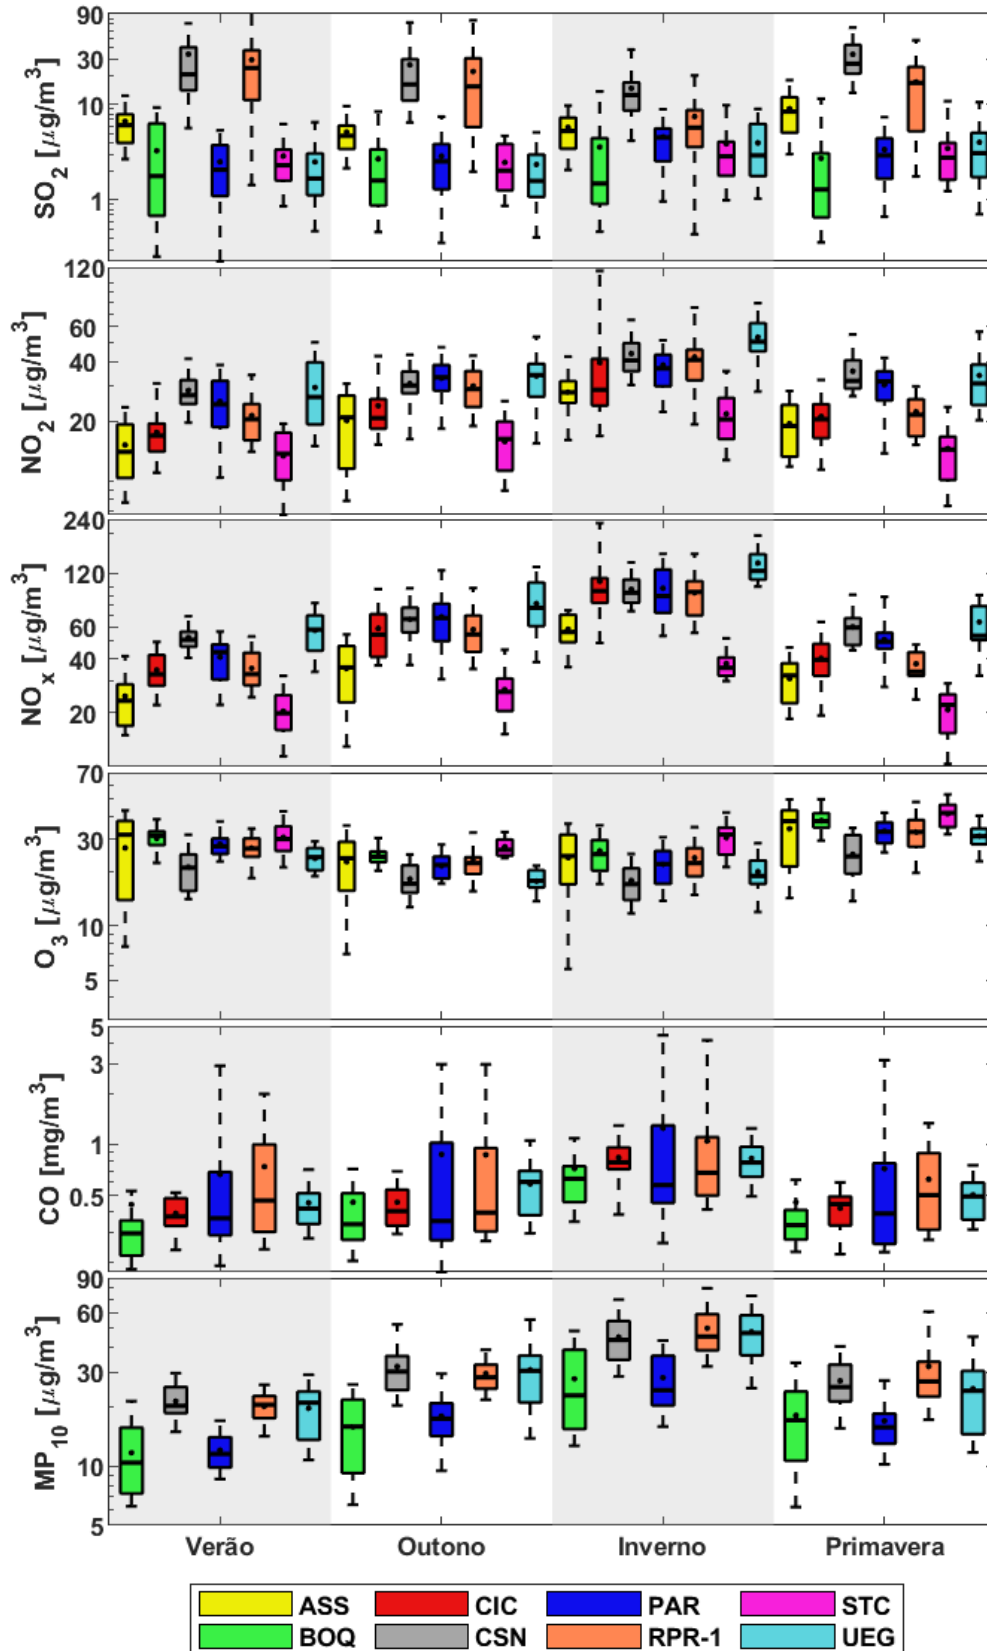 90
30
10
1
SO2 [μg/m3]
120
60
40
20
NO2 [μg/m3]
240
120
60
40
20
NOx [μg/m3]
70
30
10
5
O3 [μg/m3]
5
3
1
0.5
CO [mg/m3]
90
60
30
10
5
MP10 [μg/m3]
Verão Outono Inverno Primavera
ASS CIC PAR STC
BOQ CSN RPR-1 UEG